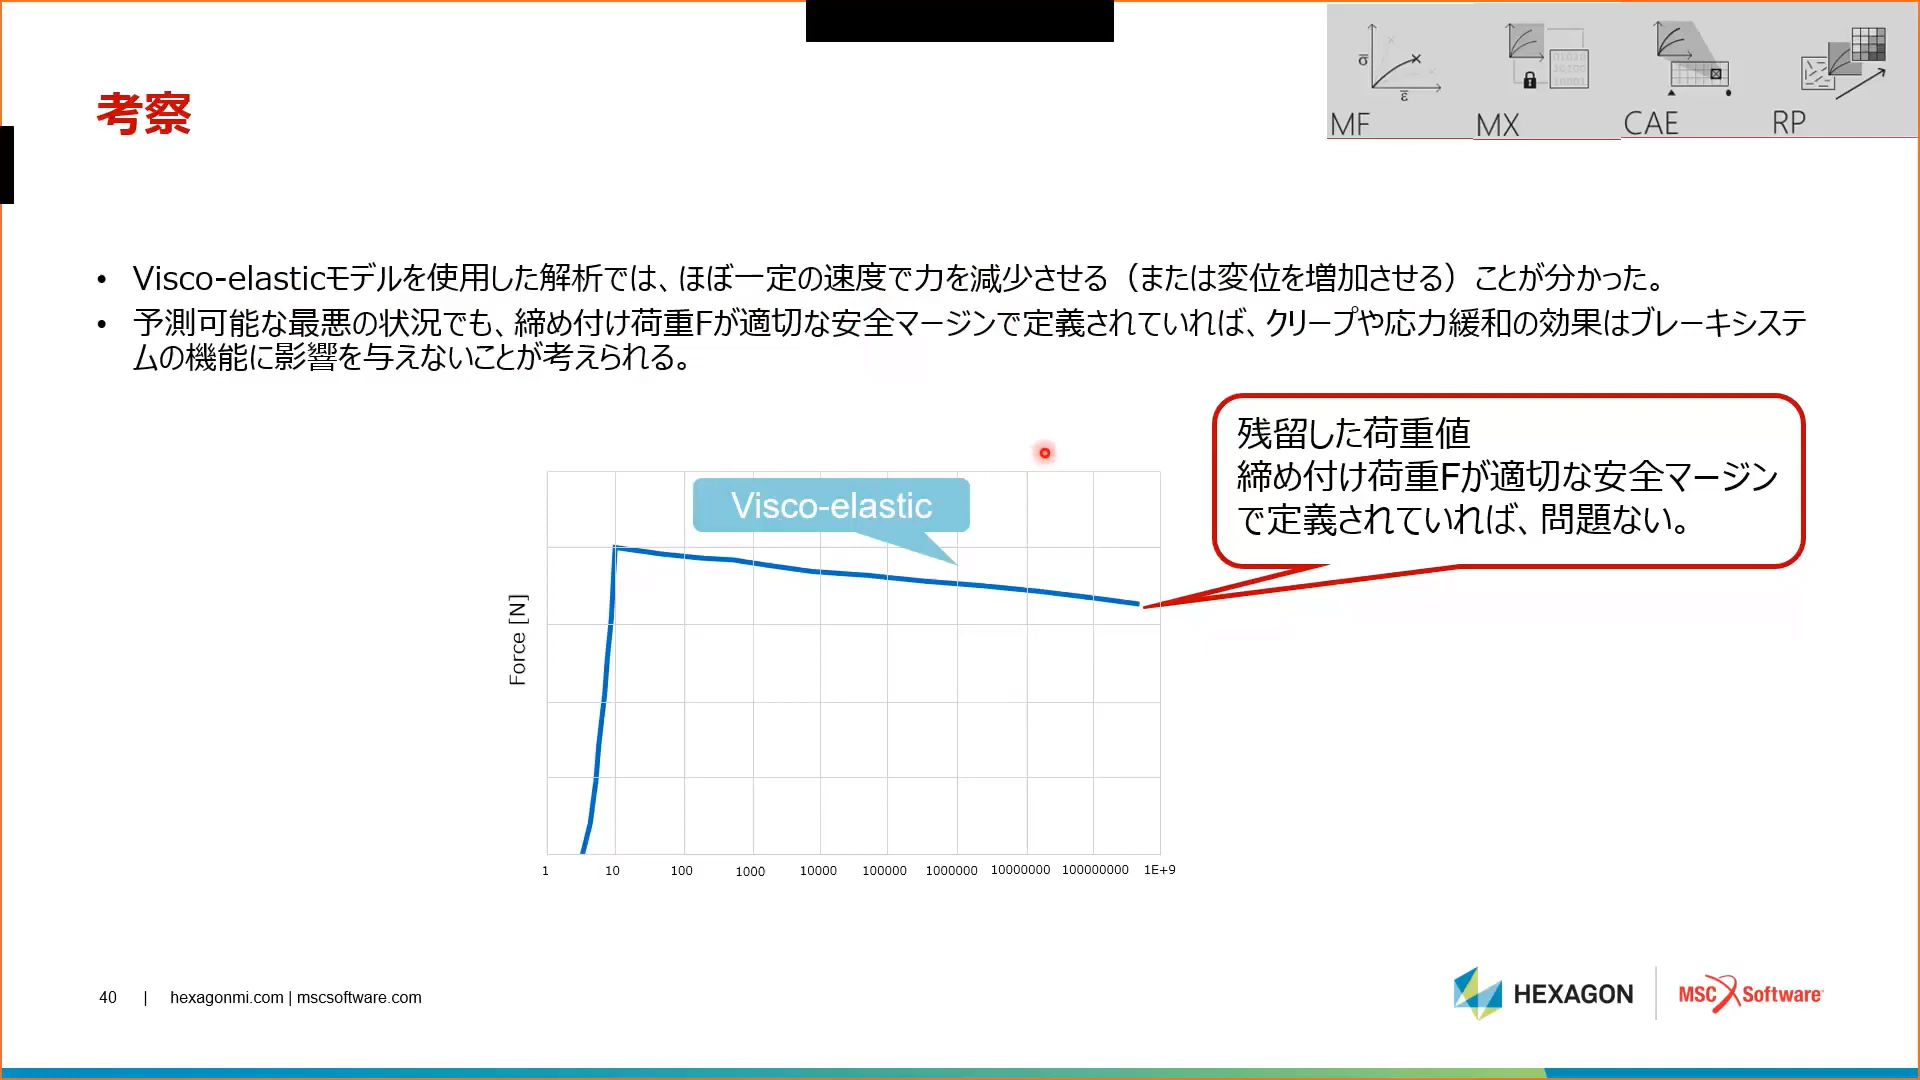 考察
σ
ε
MF
MX
CAE
RP
• Visco-elasticモデルを使用した解析では、ほぼ一定の速度で力を減少させる（または変位を増加させる）ことが分かった。
• 予測可能な最悪の状況でも、締め付け荷重Fが適切な安全マージンで定義されていれば、クリープや応力緩和の効果はブレーキシステ
ムの機能に影響を与えないことが考えられる。
残留した荷重値
締め付け荷重Fが適切な安全マージン
で定義されていれば、問題ない。
Visco-elastic
Force [N]
1 10 100 1000 10000 100000 1000000 10000000 100000000 1E+9
40 | hexagonmi.com | mscsoftware.com
HEXAGON
MSC Software